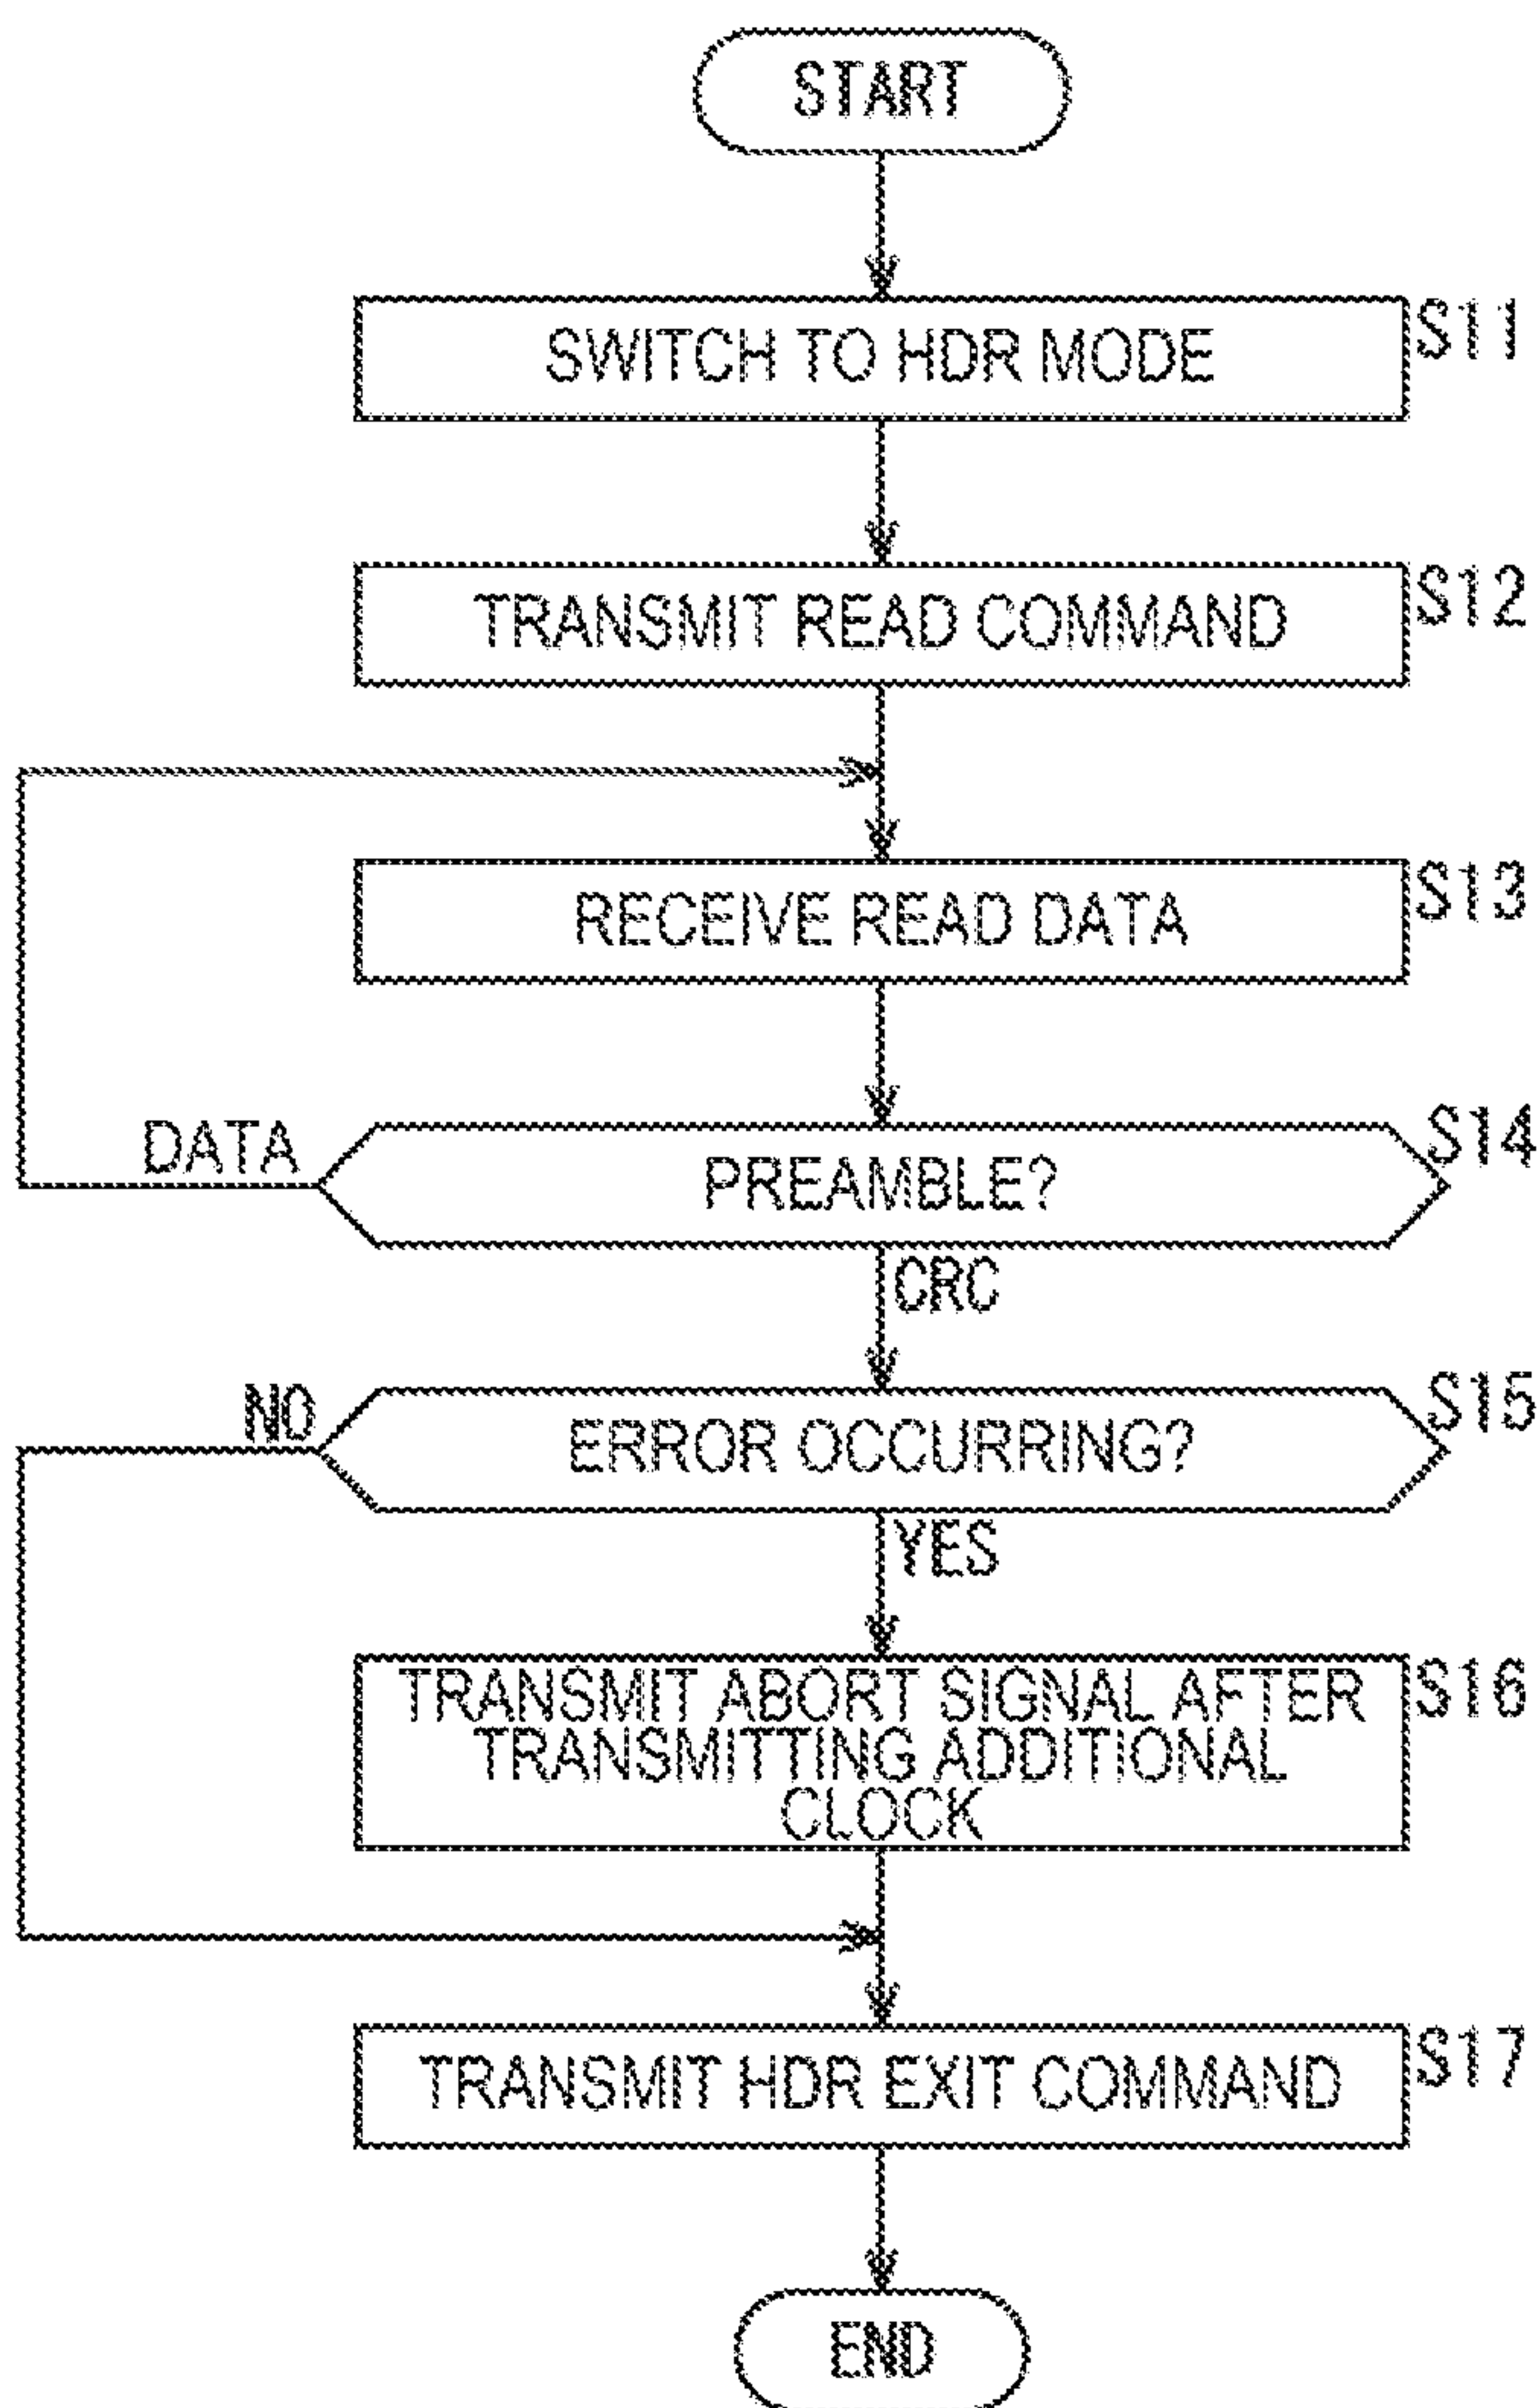 START
SWITCH TO HDR MODE
S11
TRANSMIT READ COMMAND
S12
RECEIVE READ DATA
S13
DATA
PREAMBLE?
S14
CRC
NO
ERROR OCCURRING?
S15
YES
TRANSMIT ABORT SIGNAL AFTER
TRANSMITTING ADDITIONAL
CLOCK
S16
TRANSMIT HDR EXIT COMMAND
S17
END